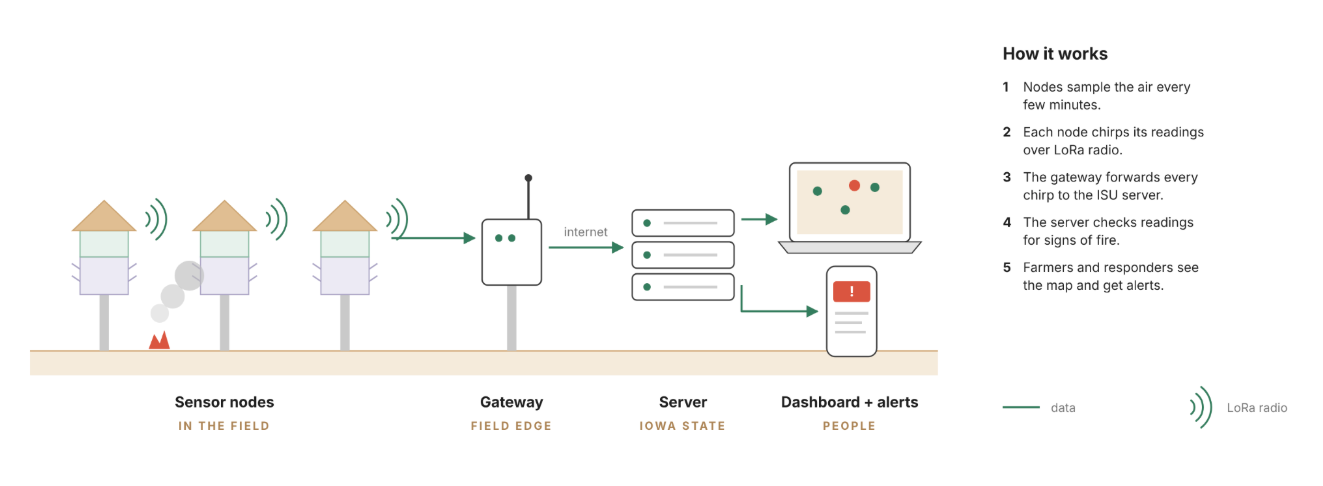 How it works
1 Nodes sample the air every
few minutes.
2 Each node chirps its readings
over LoRa radio.
3 The gateway forwards every
chirp to the ISU server.
4 The server checks readings
for signs of fire.
5 Farmers and responders see
the map and get alerts.
internet
!
Sensor nodes
IN THE FIELD
Gateway
FIELD EDGE
Server
IOWA STATE
Dashboard + alerts
PEOPLE
data
LoRa radio